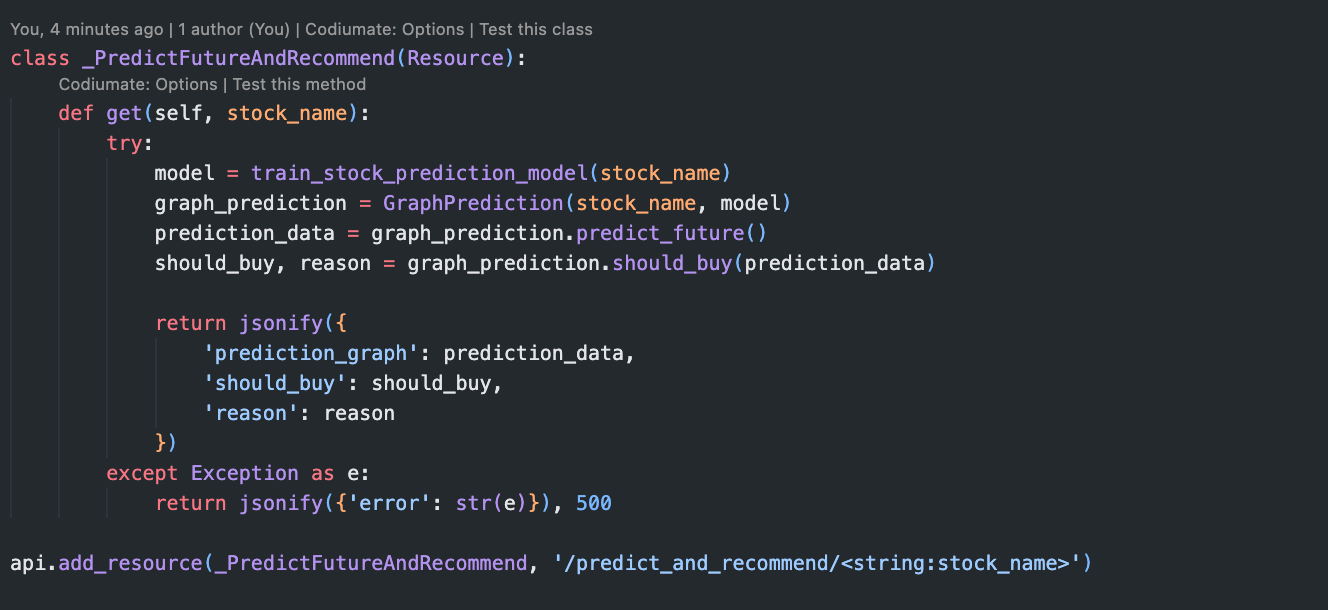 You, 4 minutes ago | 1 author (You) | Codiumate: Options | Test this class
class _PredictFutureAndRecommend(Resource):
    Codiumate: Options | Test this method
    def get(self, stock_name):
        try:
            model = train_stock_prediction_model(stock_name)
            graph_prediction = GraphPrediction(stock_name, model)
            prediction_data = graph_prediction.predict_future()
            should_buy, reason = graph_prediction.should_buy(prediction_data)

            return jsonify({
                'prediction_graph': prediction_data,
                'should_buy': should_buy,
                'reason': reason
            })
        except Exception as e:
            return jsonify({'error': str(e)}), 500

api.add_resource(_PredictFutureAndRecommend, '/predict_and_recommend/<string:stock_name>')